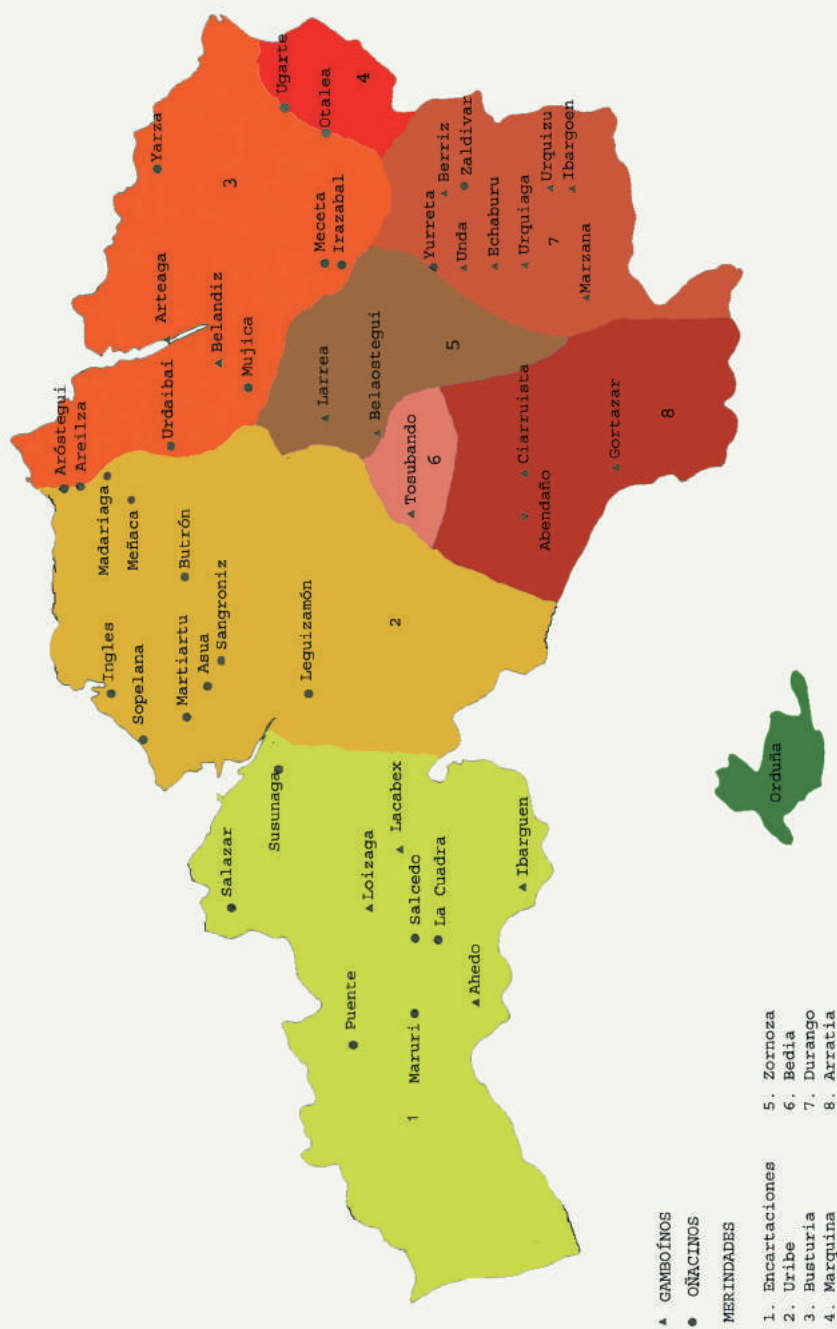 Aróstegui
Areilza
Ingles
Madariaga
Meñaca
Sopelana
Yarza
Arteaga
Urdaibai
Martiartu
Butrón
Asua
Belandiz
Sangroniz
Salazar
3
Mujica
Susunaga
Ugarte
Leguizamón
Larrea
Meceta
Otalea
Irazabal
Puente
4
Loizaga
Belaostegui
2
Lacabex
Tosubando
1
Maruri
Salcedo
6
Yurreta
La Cuadra
Berriz
5
Unda
Zaldivar
Ahedo
Echaburu
Ibarguen
Ciarruista
Urquiaga
Abendaño
Urquizu
7
Ibargoen
Marzana
Gortazar
8
Orduña
GAMBOÍNOS
OÑACINOS
MERINDADES
1. Encartaciones
2. Uribe
3. Busturia
4. Marquina
5. Zornoza
6. Bedia
7. Durango
8. Arratia